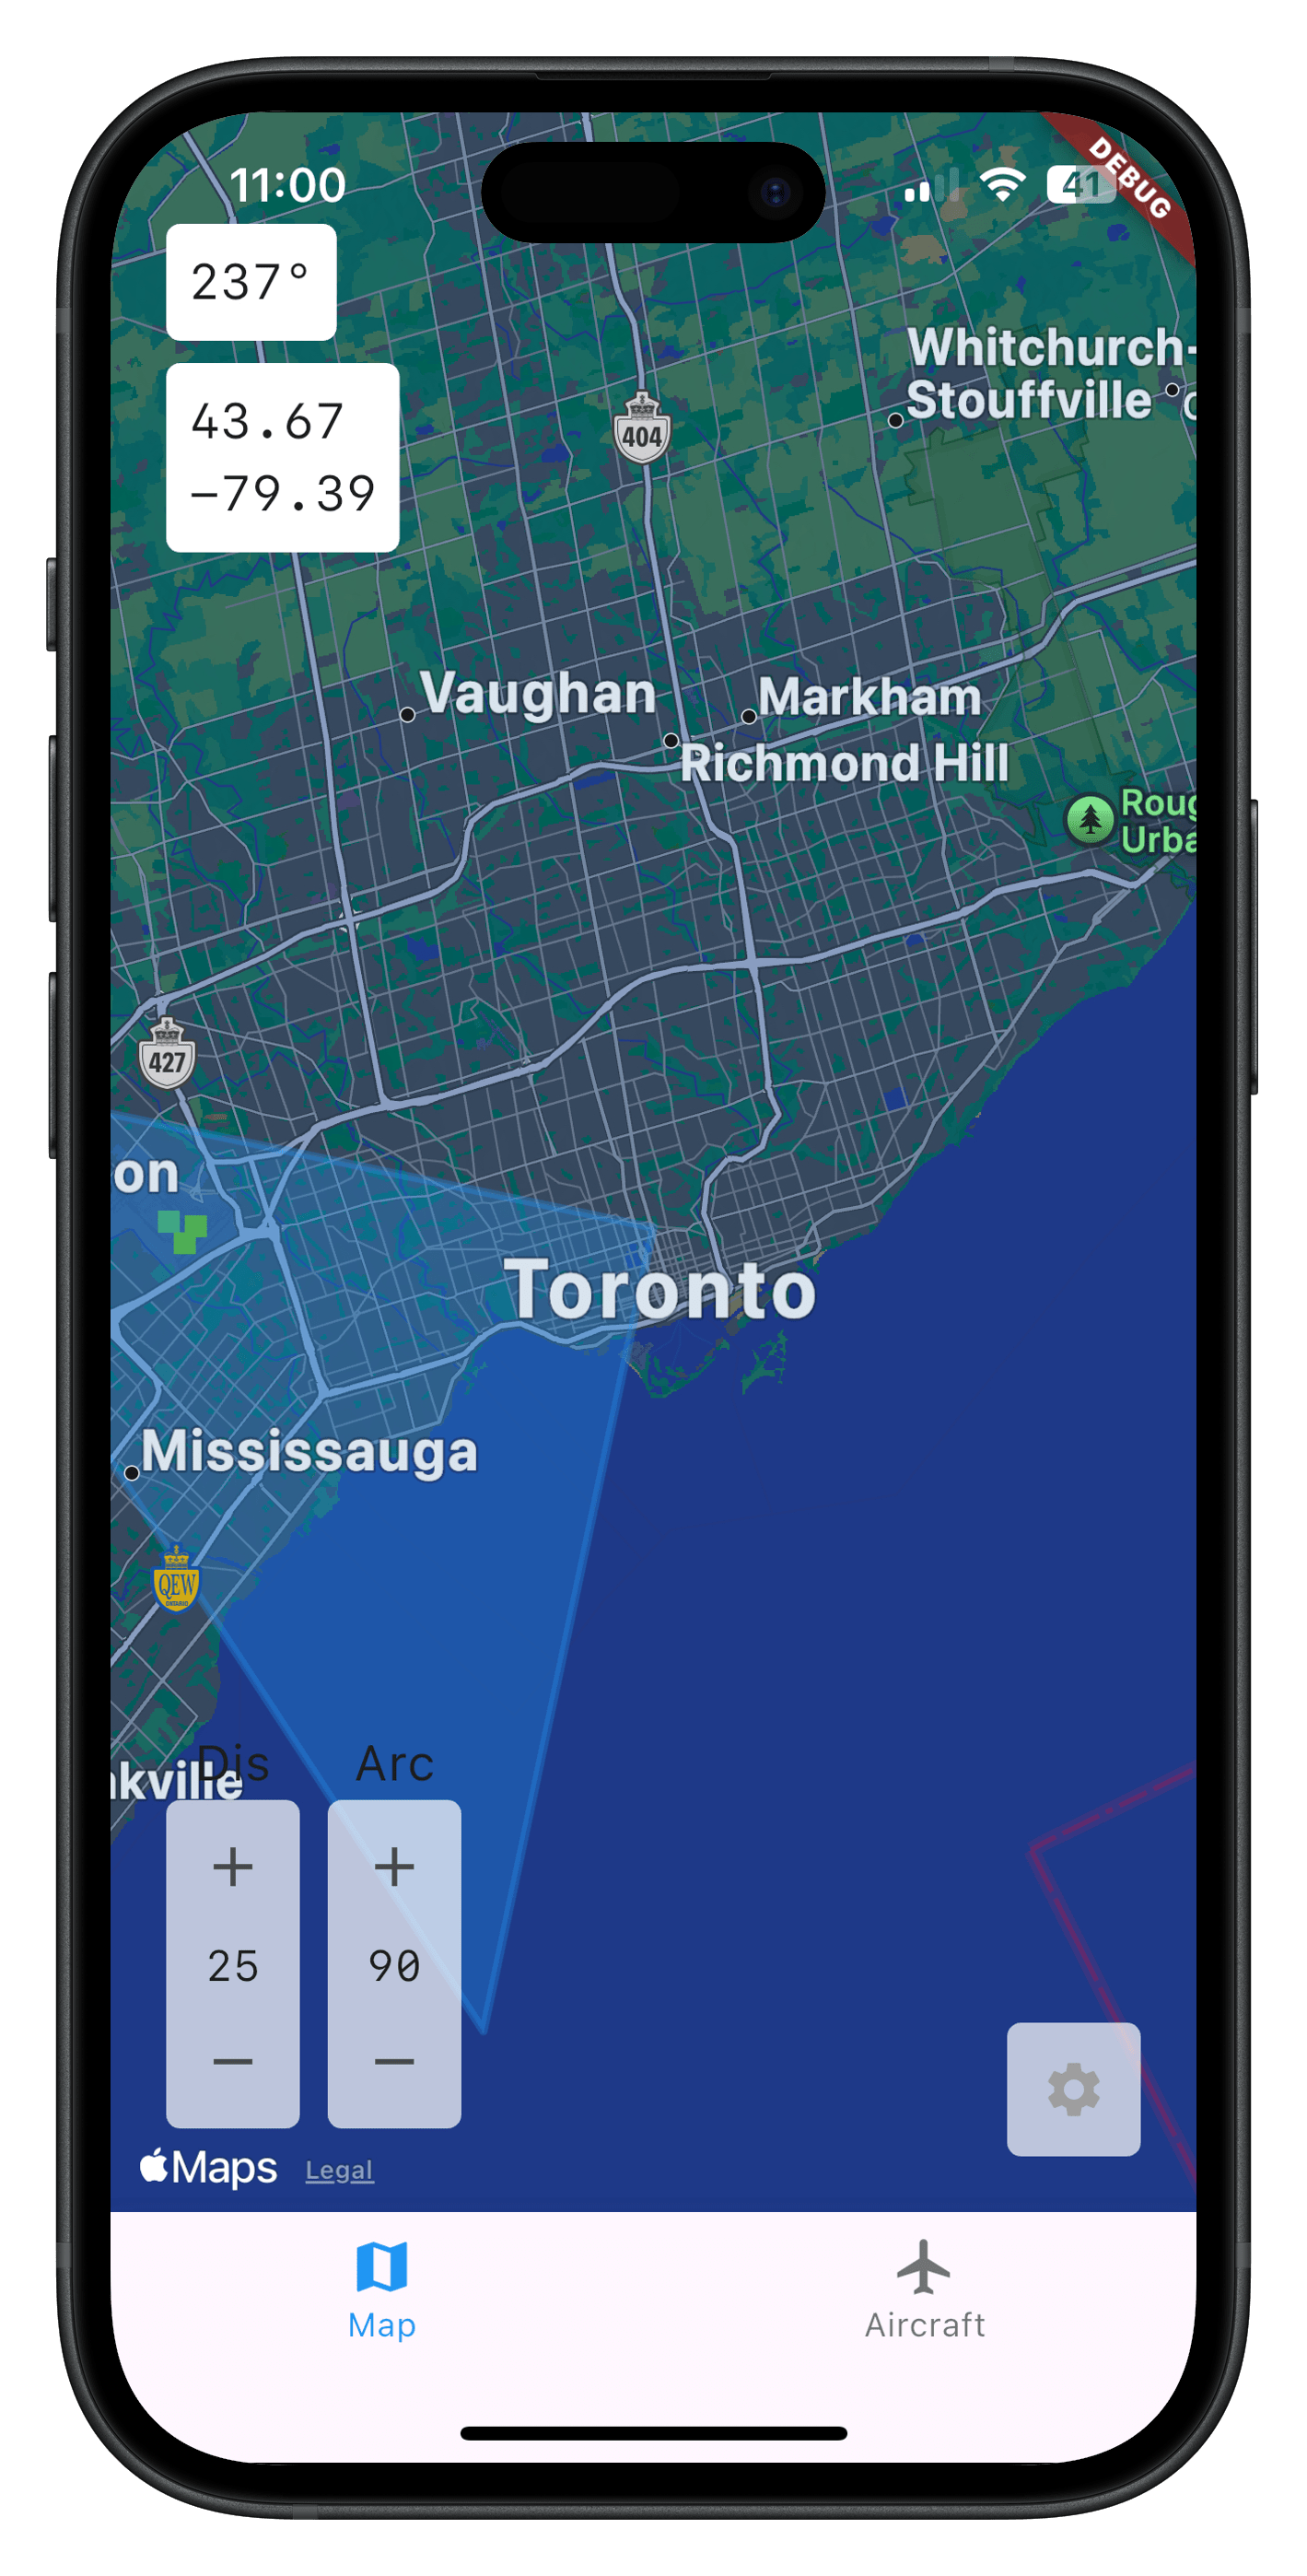 11:00
41
DEBUG
237°
43.67
-79.39
Whitchurch-
Stouffville
404
Vaughan
Markham
Richmond Hill
Roug
Urba
427
on
Toronto
Mississauga
QEW
ONTARIO
Dis
Arc
kville
+
+
25
90
−
−
Maps
Legal
Map
Aircraft